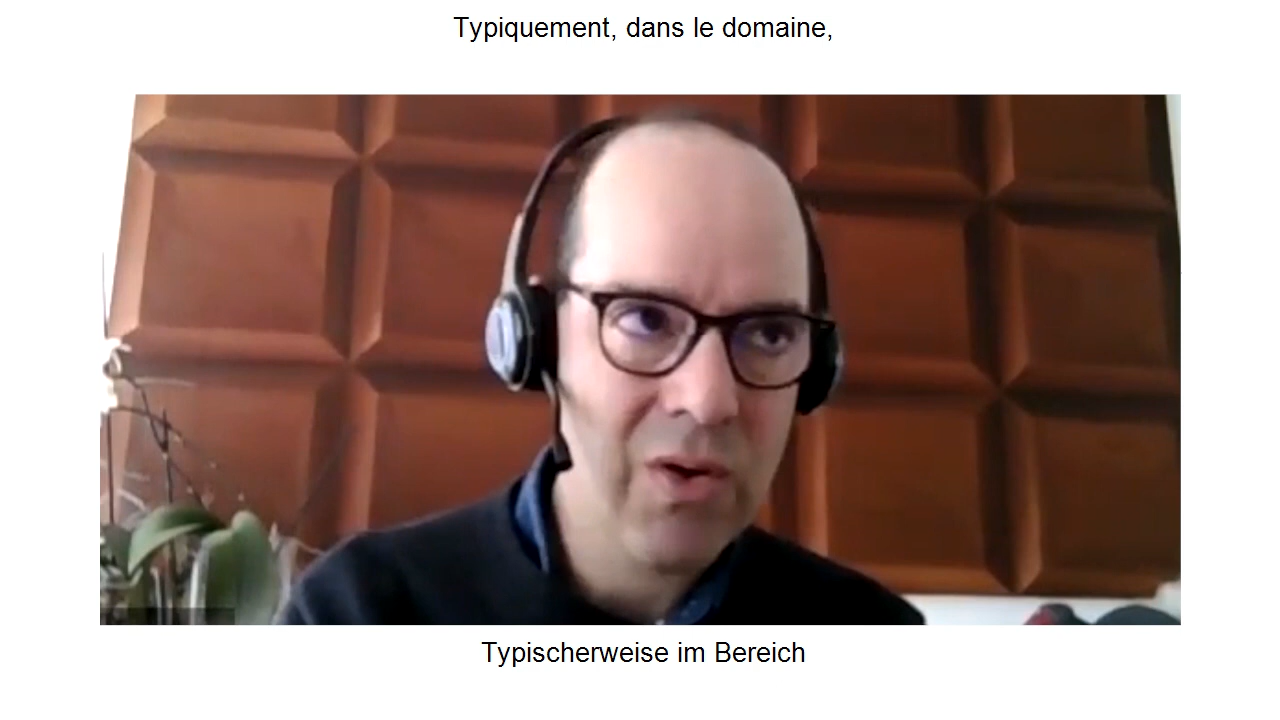 Typiquement, dans le domaine,
Typischerweise im Bereich